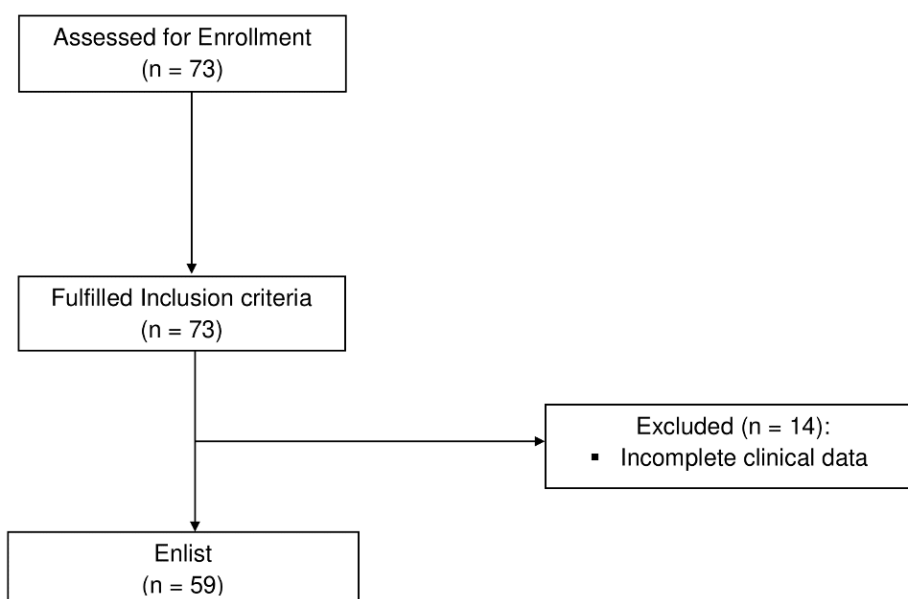 Assessed for Enrollment
(n = 73)
Fulfilled Inclusion criteria
(n = 73)
Excluded (n = 14):
▪ Incomplete clinical data
Enlist
(n = 59)